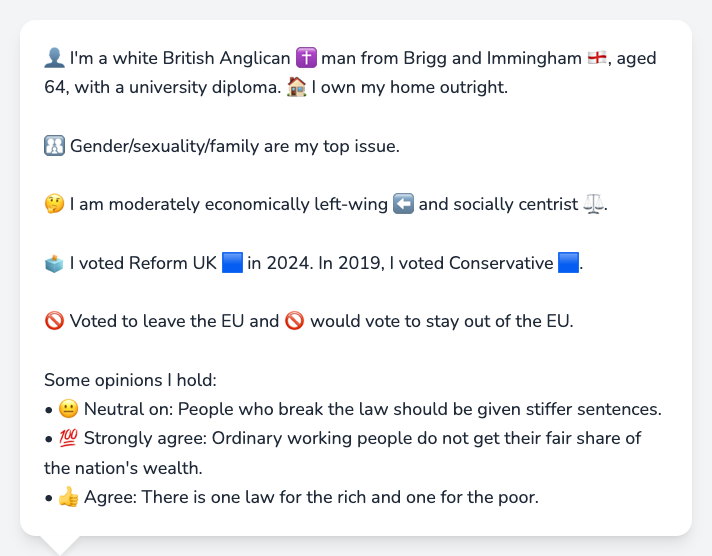 👤 I'm a white British Anglican ✝️ man from Brigg and Immingham 🏴󠁧󠁢󠁥󠁮󠁧󠁿, aged
64, with a university diploma. 🏠 I own my home outright.
🚻 Gender/sexuality/family are my top issue.
🤔 I am moderately economically left-wing ⬅️ and socially centrist ⚖️.
🗳️ I voted Reform UK 🟦 in 2024. In 2019, I voted Conservative 🟦.
🚫 Voted to leave the EU and 🚫 would vote to stay out of the EU.
Some opinions I hold:
• 😐 Neutral on: People who break the law should be given stiffer sentences.
• 💯 Strongly agree: Ordinary working people do not get their fair share of
the nation's wealth.
• 👍 Agree: There is one law for the rich and one for the poor.